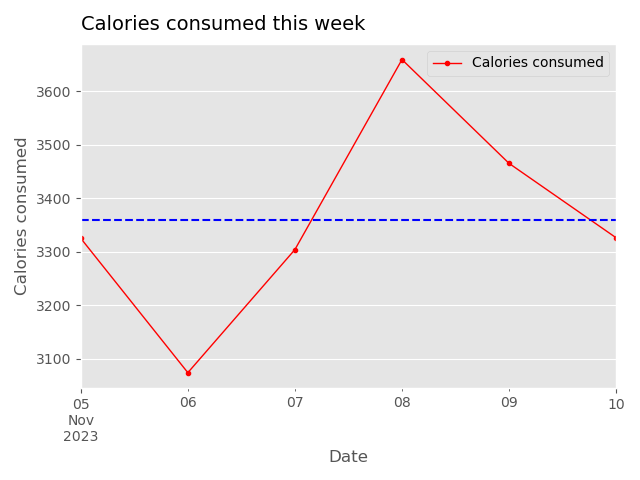 Calories consumed this week
Calories consumed
3600
3500
3400
3300
3200
3100
Calories consumed
05
Nov
2023
06
07
08
09
10
Date